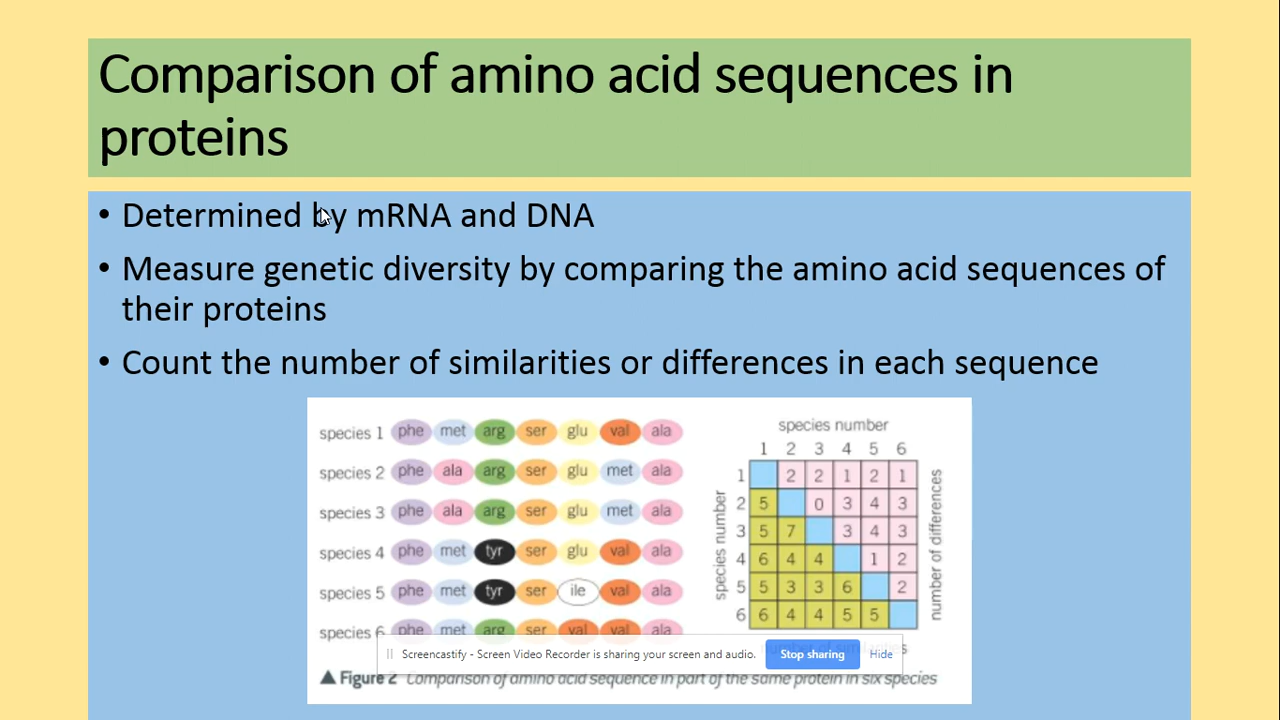 Comparison of amino acid sequences in
proteins
• Determined by mRNA and DNA
• Measure genetic diversity by comparing the amino acid sequences of
their proteins
• Count the number of similarities or differences in each sequence
species 1 phe met arg ser glu val ala
species 2 phe ala arg ser glu met ala
species 3 phe ala arg ser glu met ala
species 4 phe met tyr ser glu val ala
species 5 phe met tyr ser ile val ala
species 6 phe met arg ser val val ala
species number
1 2 3 4 5 6
species number
1 2 2 1 2 1
2 5 0 3 4 3
3 5 7 3 4 3
4 6 4 4 1 2
5 5 3 3 6 2
6 6 4 4 5 5
number of differences
Screencastify - Screen Video Recorder is sharing your screen and audio. Stop sharing Hide
▲ Figure 2 Comparison of amino acid sequence in part of the same protein in six species